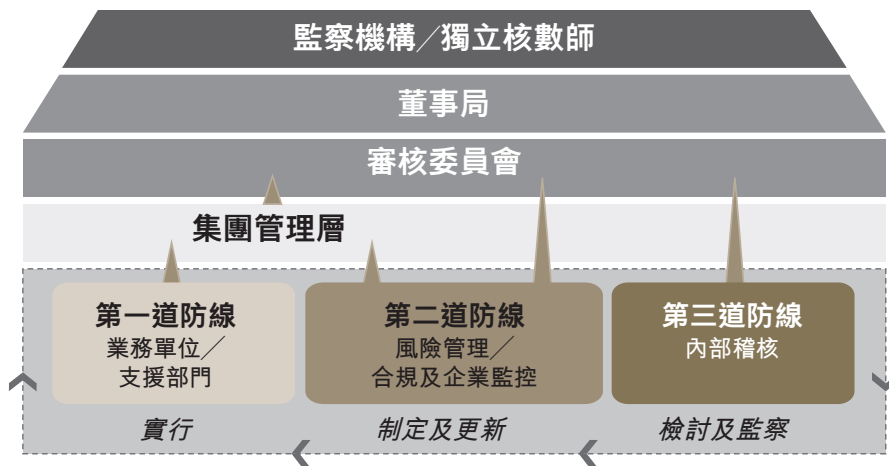 監察機構／獨立核數師
董事局
審核委員會
集團管理層
第一道防線
業務單位／
支援部門
第二道防線
風險管理／
合規及企業監控
第三道防線
內部稽核
實行
制定及更新
檢討及監察